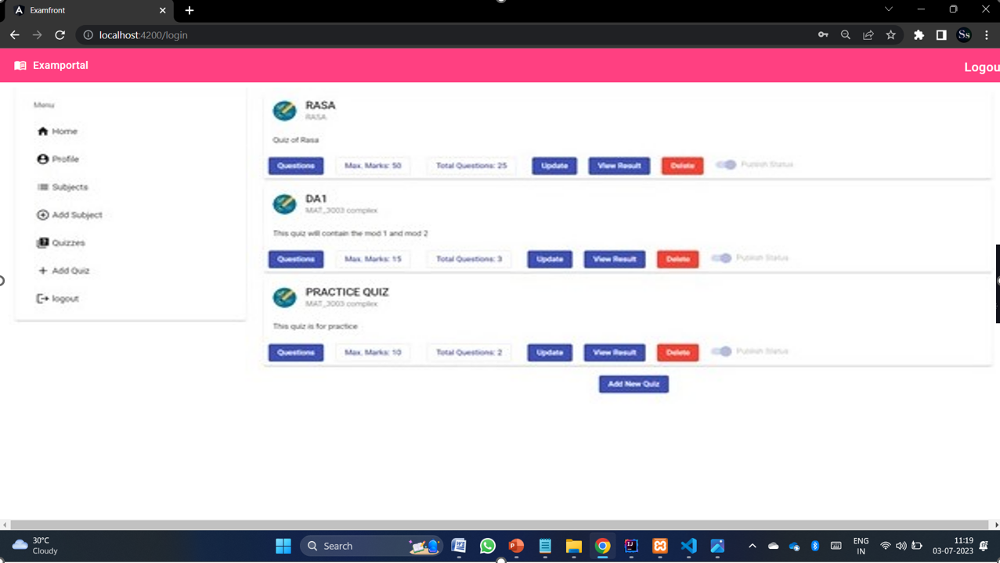 Examfront
localhost:4200/login
Ss
Examportal
Logou
Menu
Home
Profile
Subjects
Add Subject
Quizzes
Add Quiz
logout
RASA
RASA
Quiz of Rasa
Questions Max. Marks: 50 Total Questions: 25 Update View Result Delete Publish Status
DA1
MAT_3003 complex
This quiz will contain the mod 1 and mod 2
Questions Max. Marks: 15 Total Questions: 3 Update View Result Delete Publish Status
PRACTICE QUIZ
MAT_3003 complex
This quiz is for practice
Questions Max. Marks: 10 Total Questions: 2 Update View Result Delete Publish Status
Add New Quiz
30°C
Cloudy
Search
ENG
IN
11:19
03-07-2023